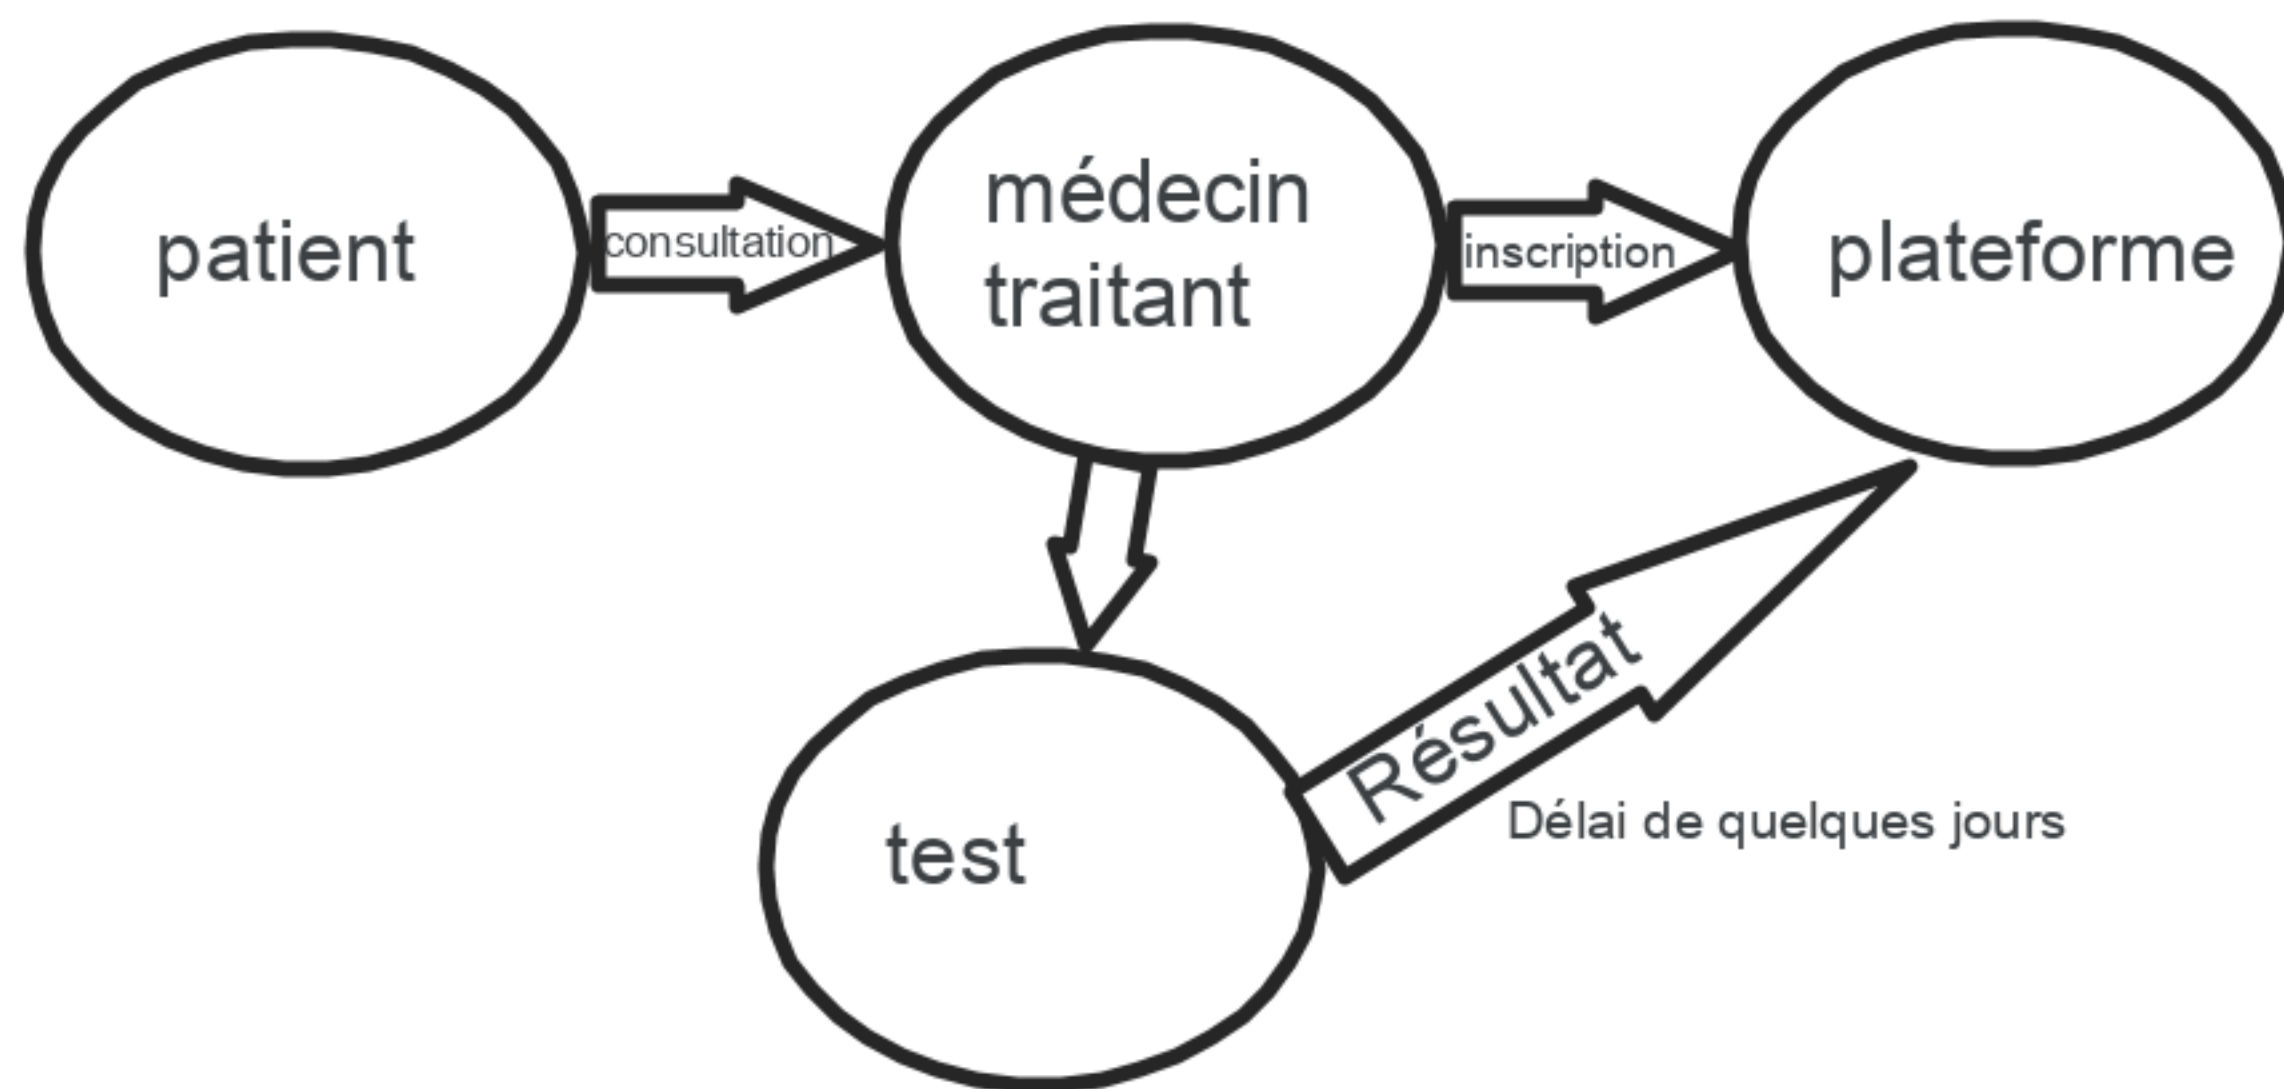 patient
consultation
médecin
traitant
inscription
plateforme
test
Résultat
Délai de quelques jours